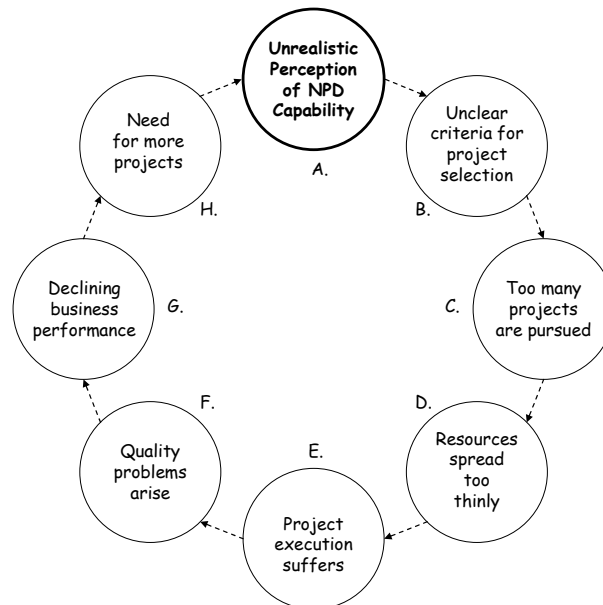 Unrealistic
Perception
of NPD
Capability
A.
Unclear
criteria for
project
selection
B.
Too many
projects
are pursued
C.
Resources
spread
too
thinly
D.
Project
execution
suffers
E.
Quality
problems
arise
F.
Declining
business
performance
G.
Need
for more
projects
H.